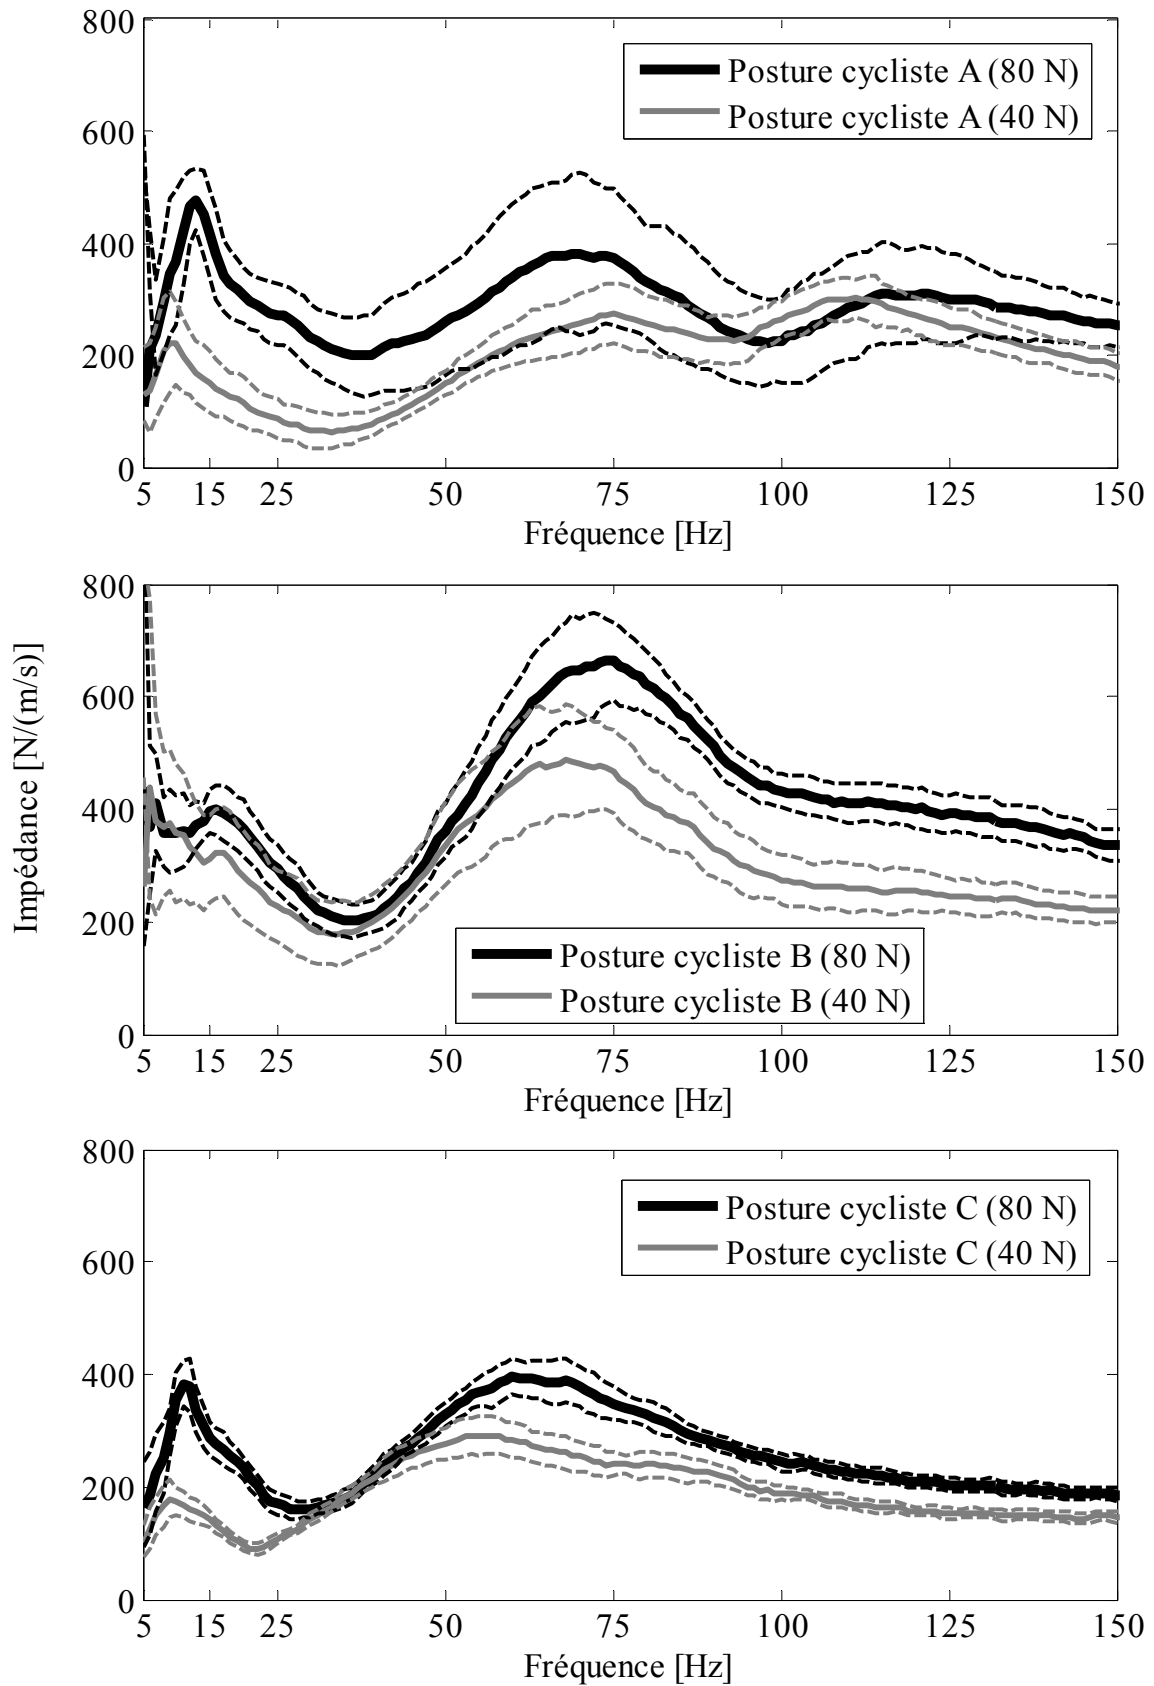 800
600
400
200
0
Posture cycliste A (80 N)
Posture cycliste A (40 N)
5 15 25 50 75 100 125 150
Fréquence [Hz]
Impédance [N/(m/s)]
800
600
400
200
0
Posture cycliste B (80 N)
Posture cycliste B (40 N)
5 15 25 50 75 100 125 150
Fréquence [Hz]
800
600
400
200
0
Posture cycliste C (80 N)
Posture cycliste C (40 N)
5 15 25 50 75 100 125 150
Fréquence [Hz]